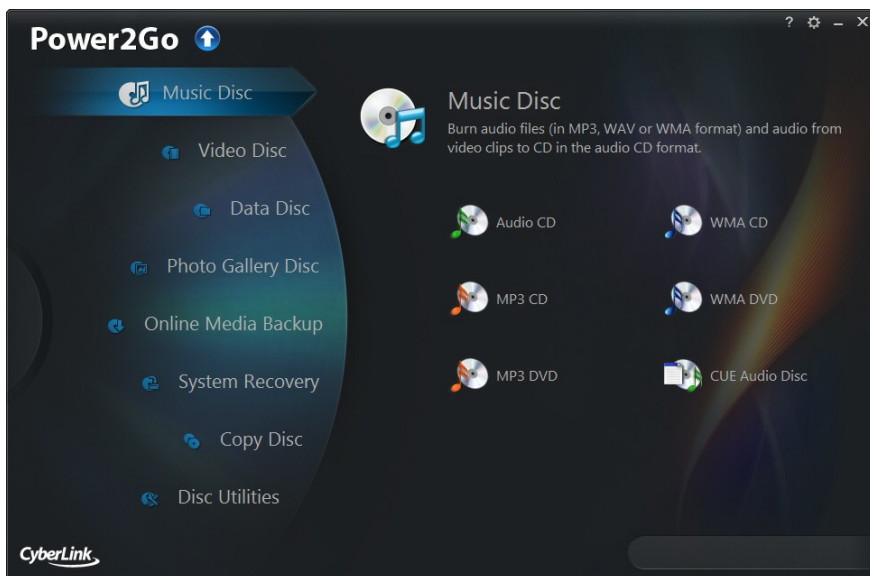 Power2Go
?
Music Disc
Video Disc
Data Disc
Photo Gallery Disc
Online Media Backup
System Recovery
Copy Disc
Disc Utilities
CyberLink
Music Disc
Burn audio files (in MP3, WAV or WMA format) and audio from
video clips to CD in the audio CD format.
Audio CD
WMA CD
MP3 CD
WMA DVD
MP3 DVD
CUE Audio Disc